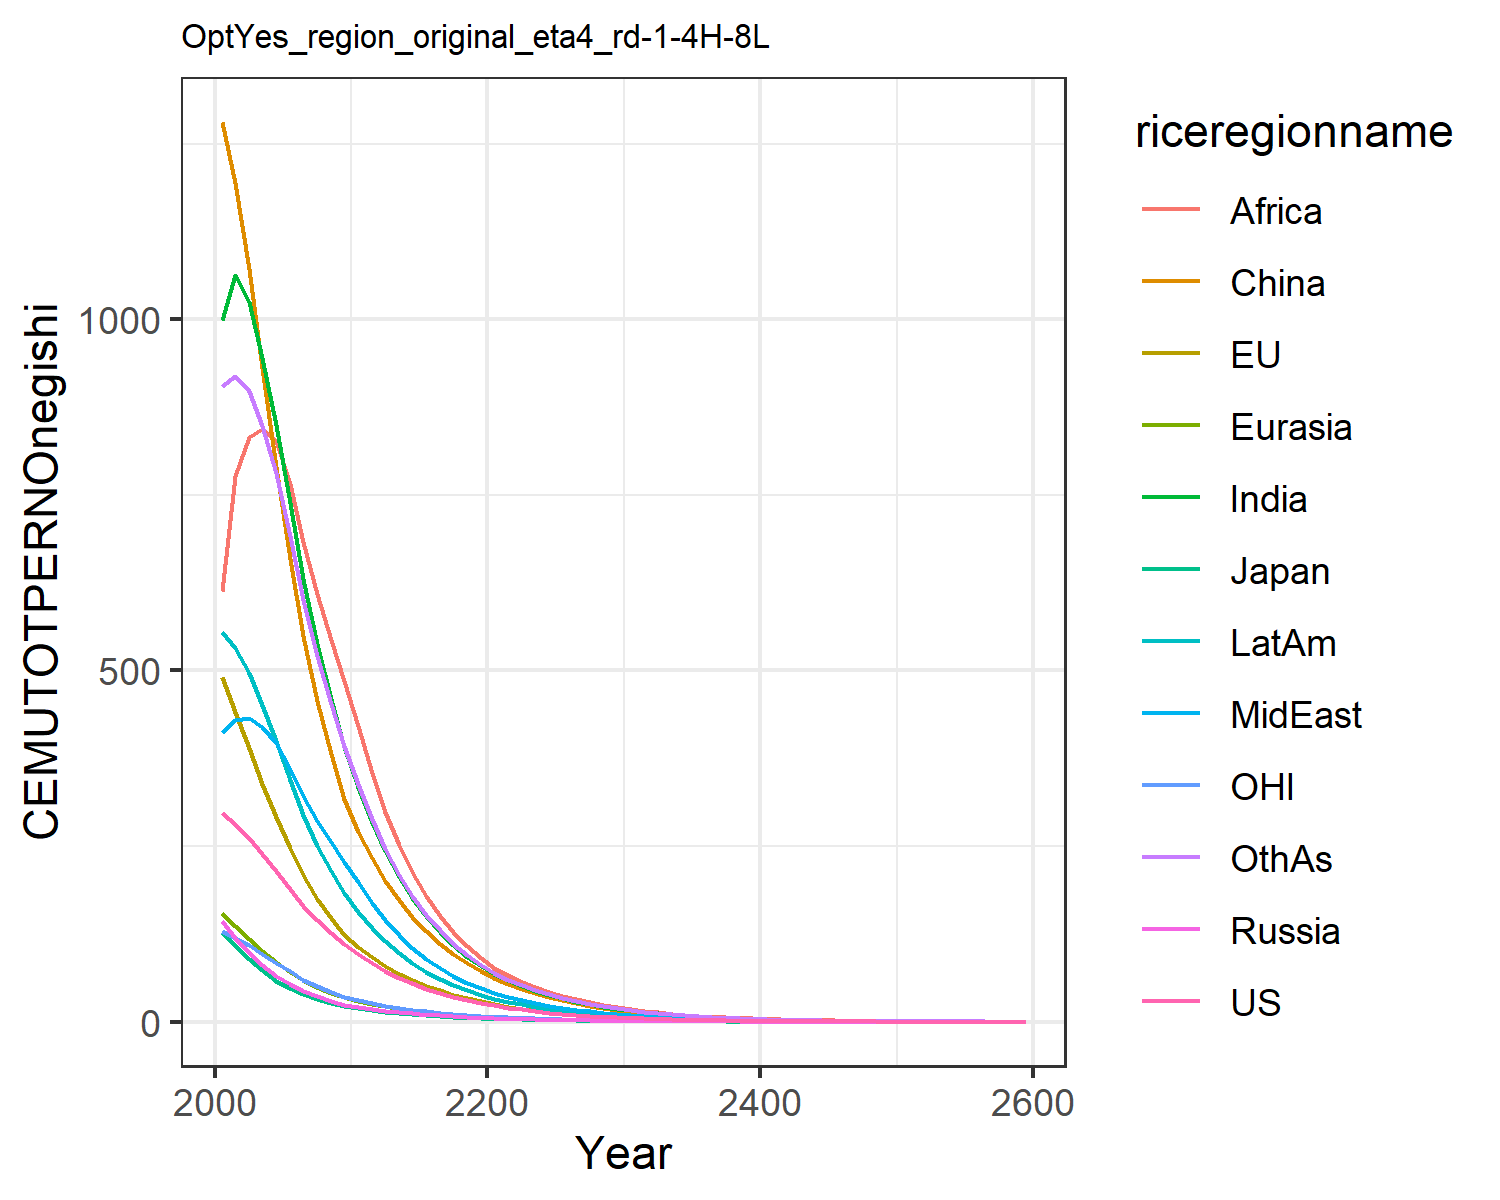 OptYes_region_original_eta4_rd-1-4H-8L
CEMUTOTPERNOnegishi
1000
500
0
2000
2200
2400
2600
Year
riceregionname
Africa
China
EU
Eurasia
India
Japan
LatAm
MidEast
OHI
OthAs
Russia
US